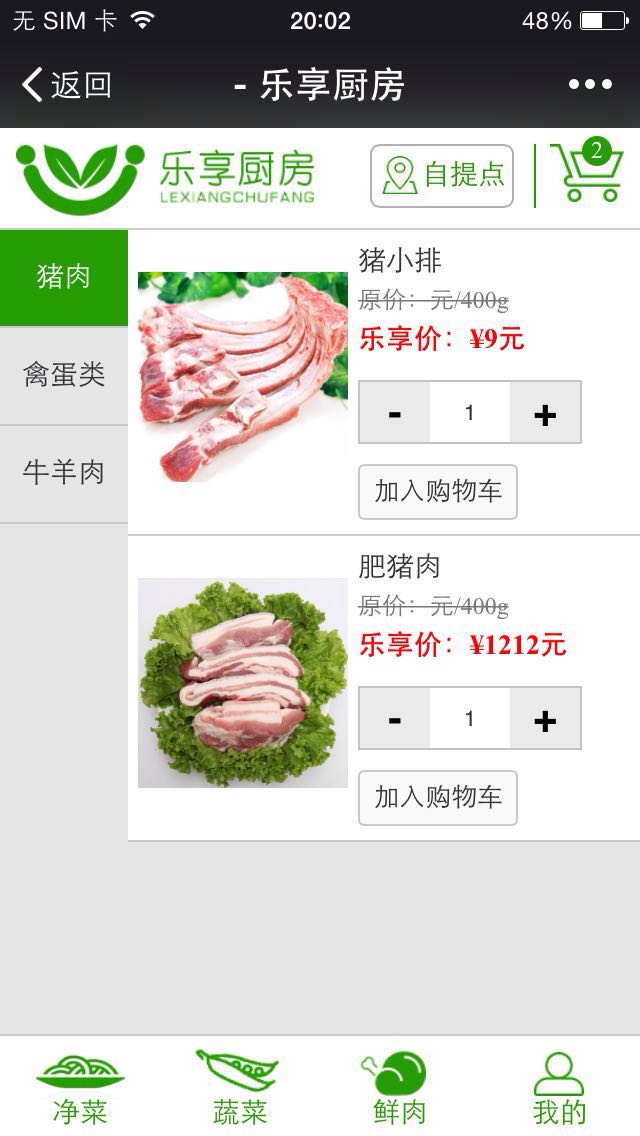 无 SIM 卡 20:02 48%
返回 - 乐享厨房
乐享厨房
LEXIANGCHUFANG
自提点
2
猪肉
禽蛋类
牛羊肉
猪小排
原价：元/400g
乐享价：¥9元
- 1 +
加入购物车
肥猪肉
原价：元/400g
乐享价：¥1212元
- 1 +
加入购物车
净菜 蔬菜 鲜肉 我的